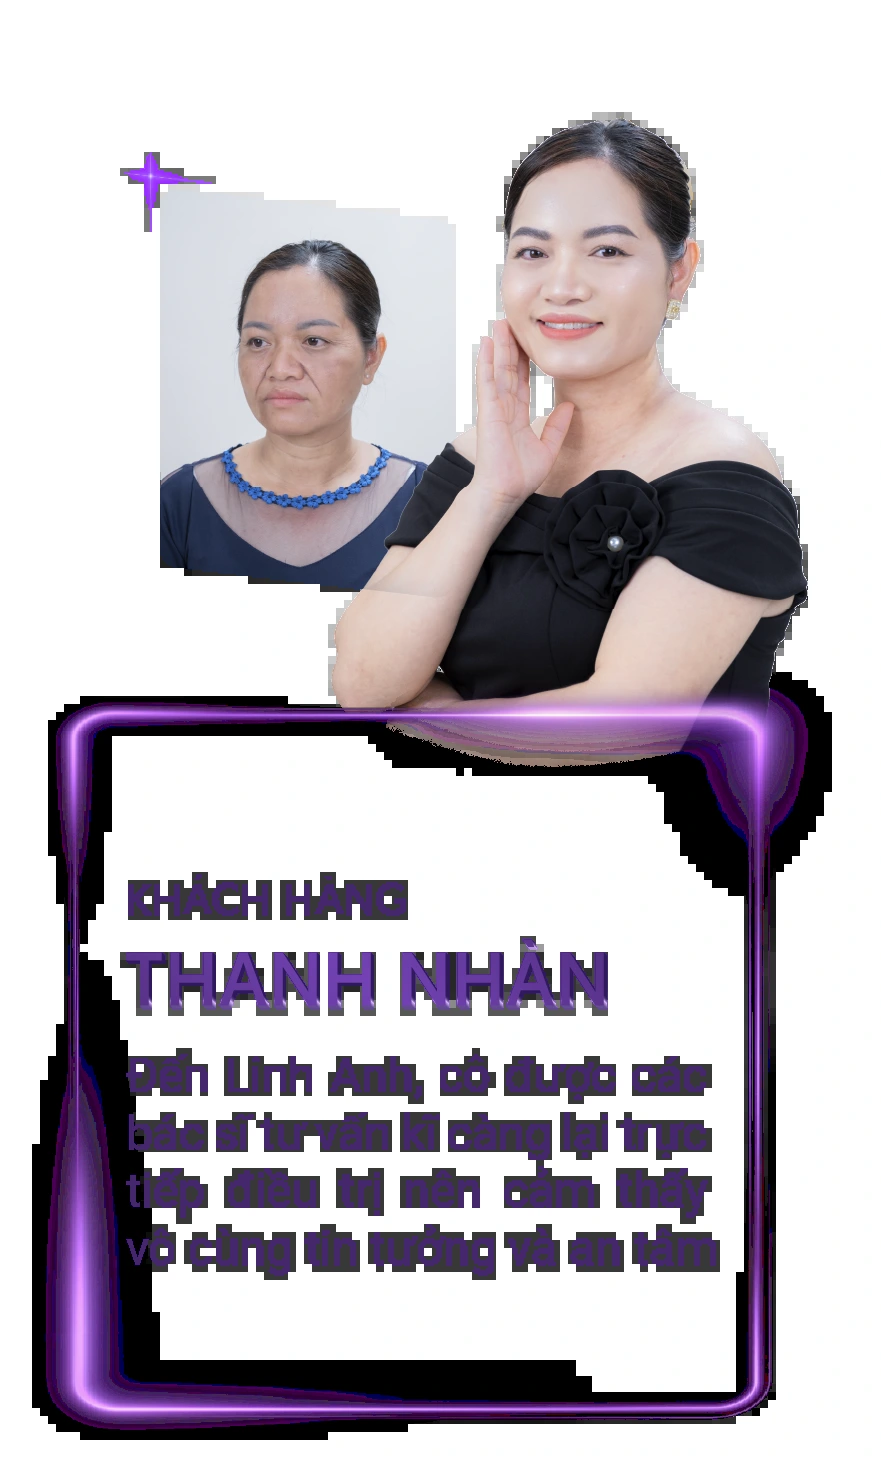 KHÁCH HÀNG
THANH NHÀN
Đến Linh Anh, cô được các
bác sĩ tư vấn kĩ càng lại trực
tiếp điều trị nên cảm thấy
vô cùng tin tưởng và an tâm